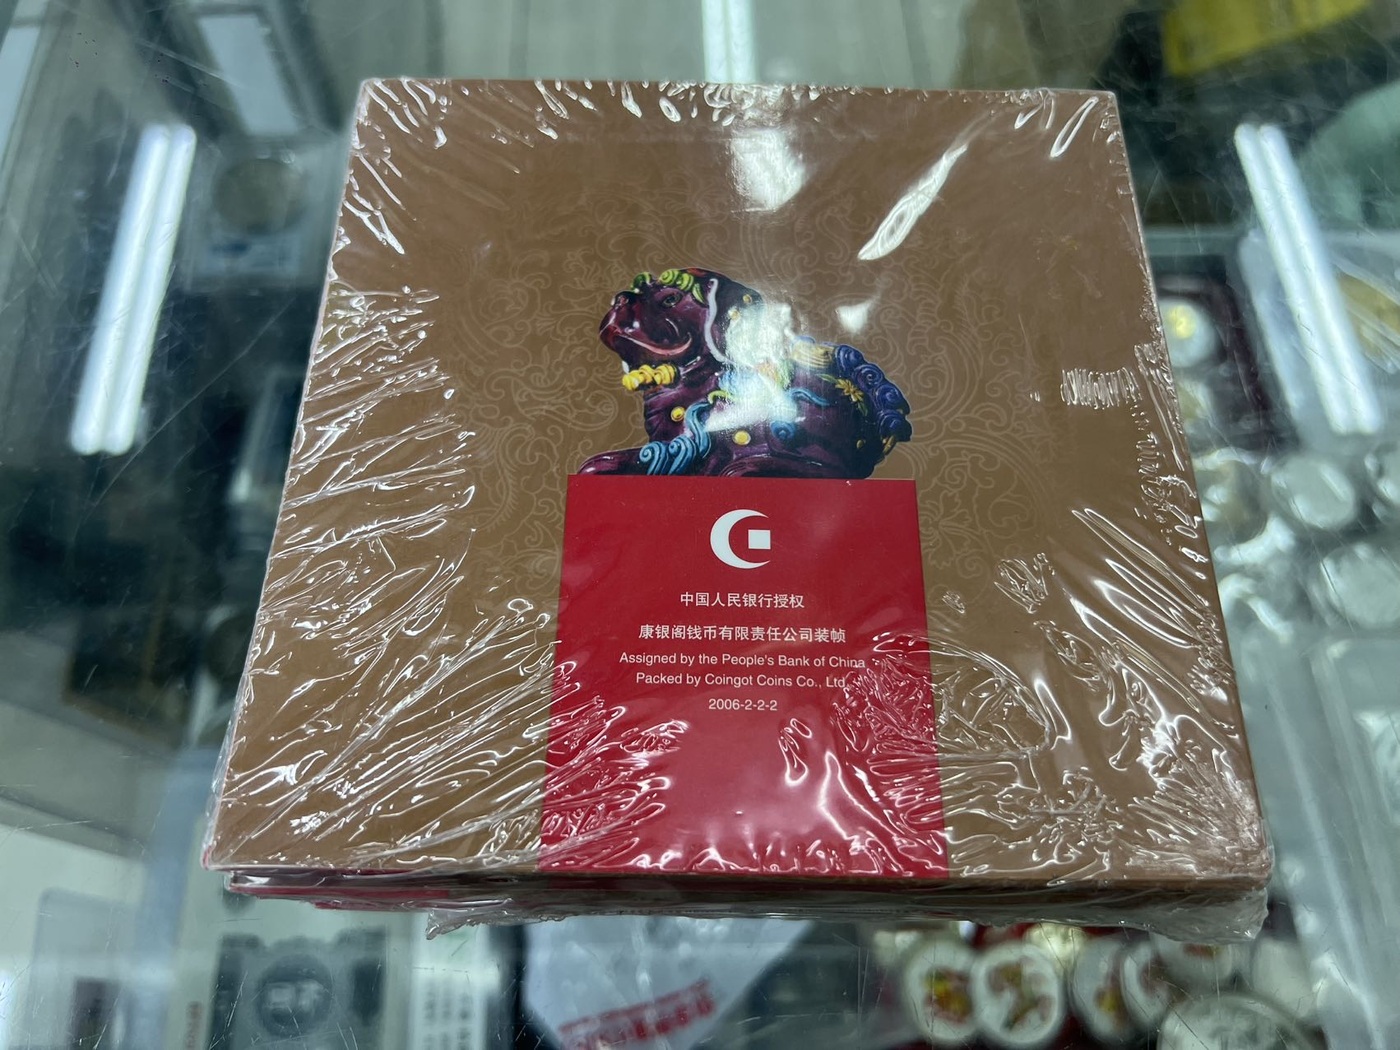 中国人民银行授权
康银阁钱币有限责任公司装帧
Assigned by the People's Bank of China
Packed by Coingot Coins Co., Ltd.
2006-2-2-2